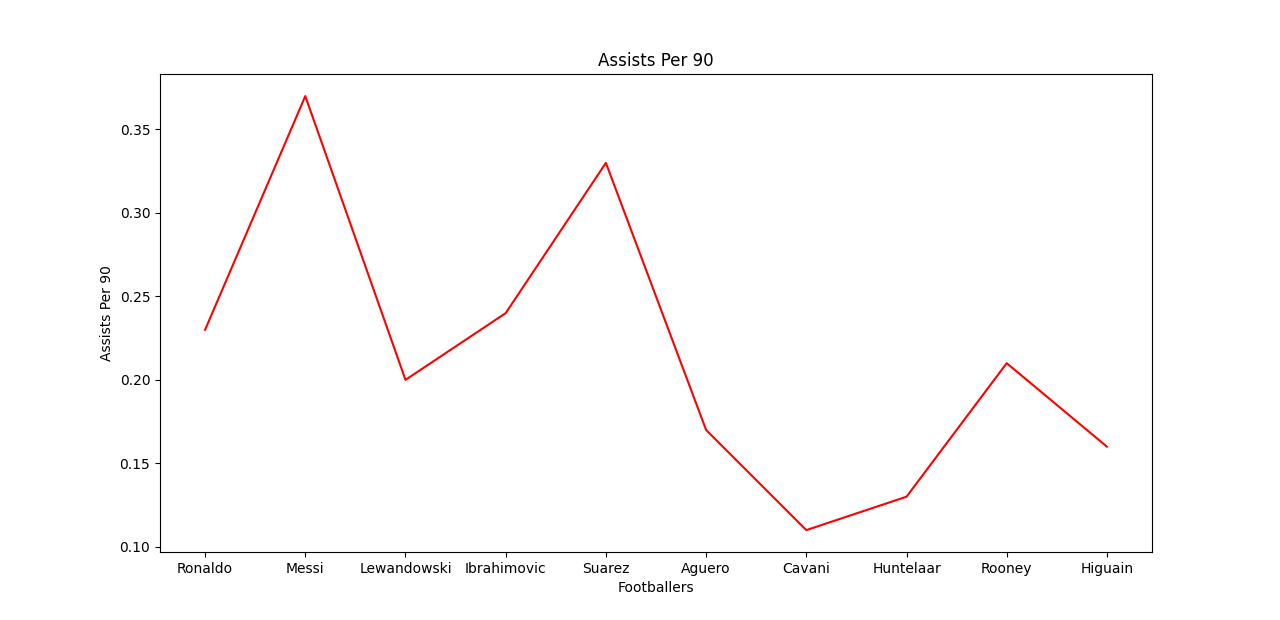 Assists Per 90
0.35
0.30
0.25
0.20
0.15
0.10
Assists Per 90
Ronaldo Messi Lewandowski Ibrahimovic Suarez Aguero Cavani Huntelaar Rooney Higuain
Footballers